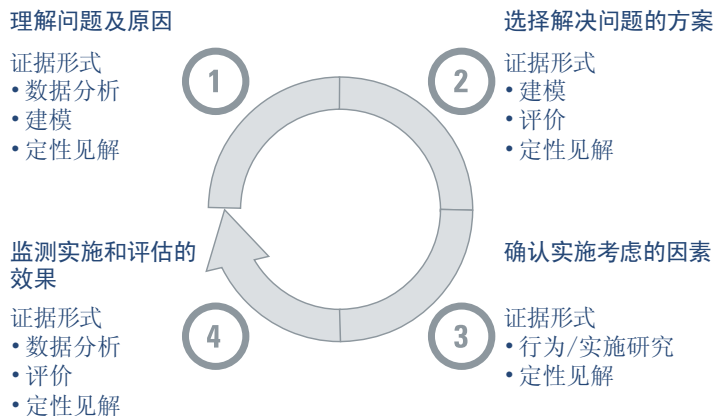 理解问题及原因
证据形式
• 数据分析
• 建模
• 定性见解
1
选择解决问题的方案
证据形式
• 建模
• 评价
• 定性见解
2
确认实施考虑的因素
证据形式
• 行为/实施研究
• 定性见解
3
监测实施和评估的
效果
证据形式
• 数据分析
• 评价
• 定性见解
4